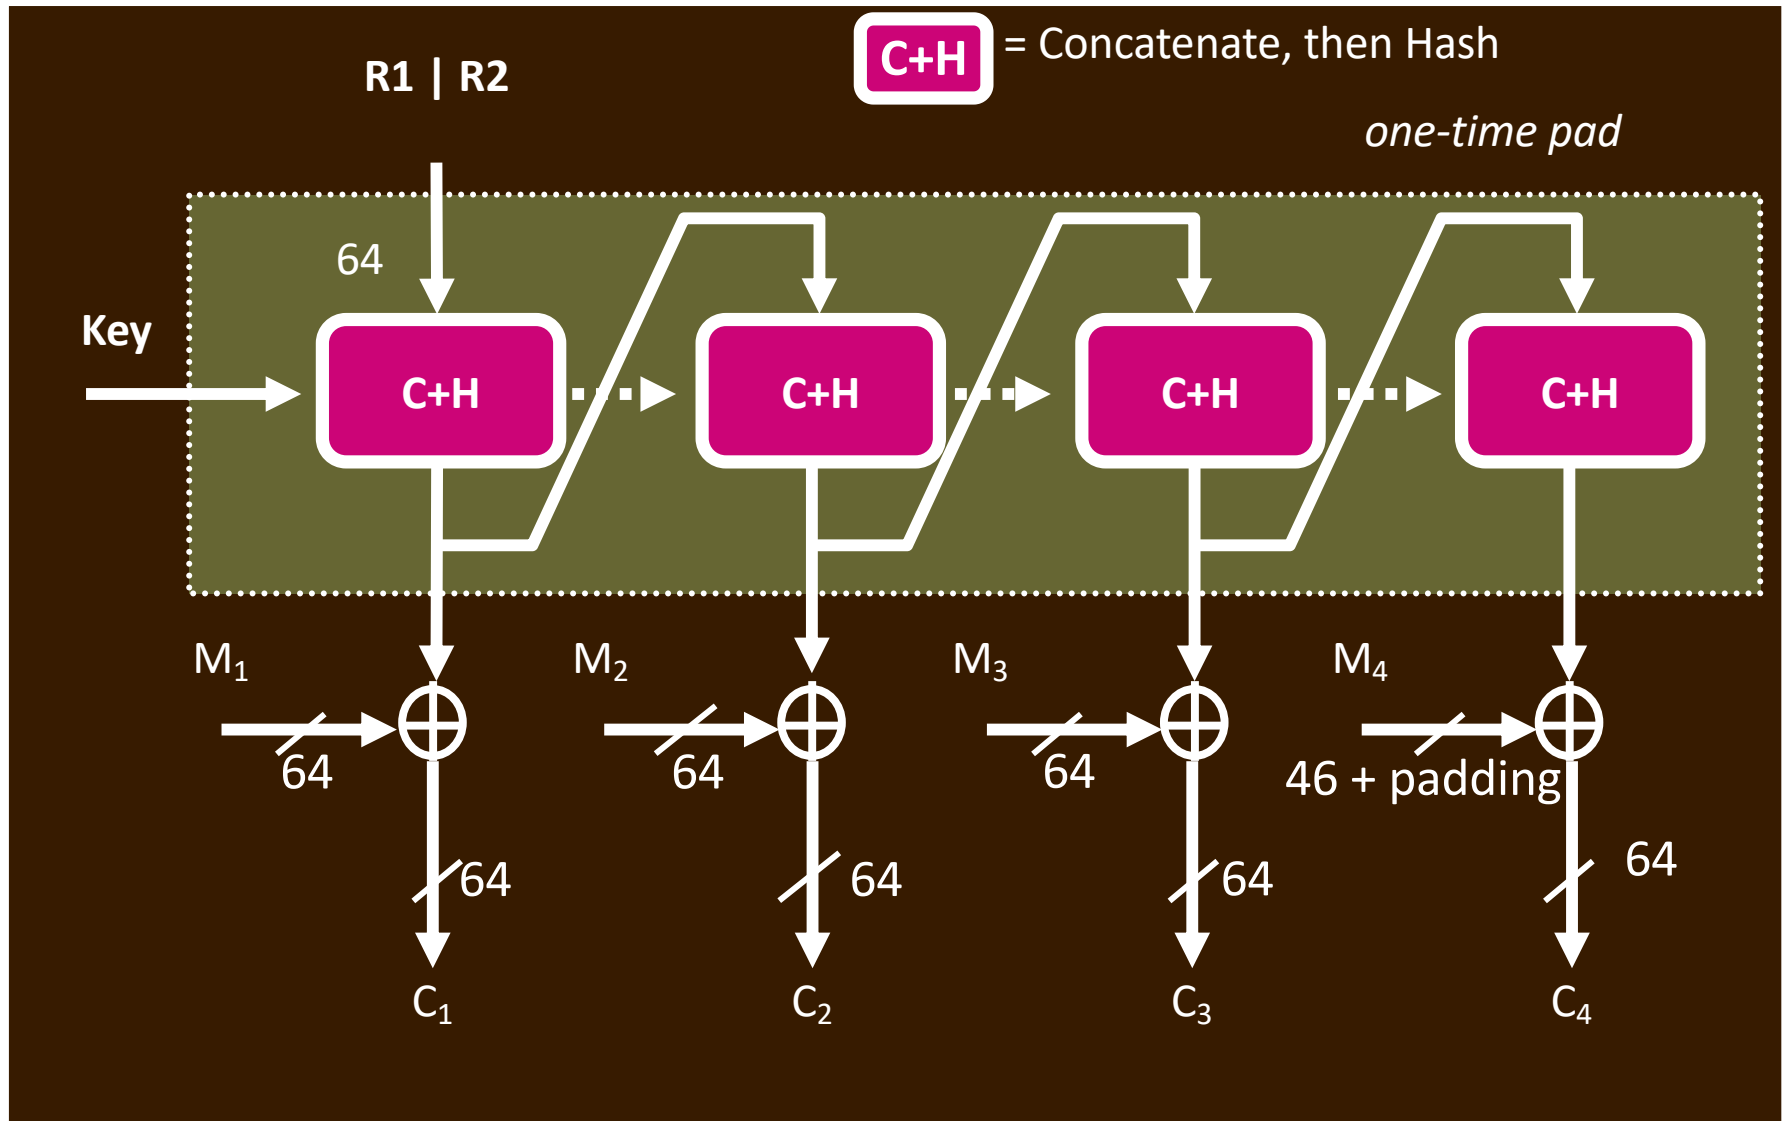 C+H = Concatenate, then Hash
R1 | R2
one-time pad
64
Key
C+H C+H C+H C+H
M₁ M₂ M₃ M₄
64 64 64 46 + padding
64 64 64 64
C₁ C₂ C₃ C₄